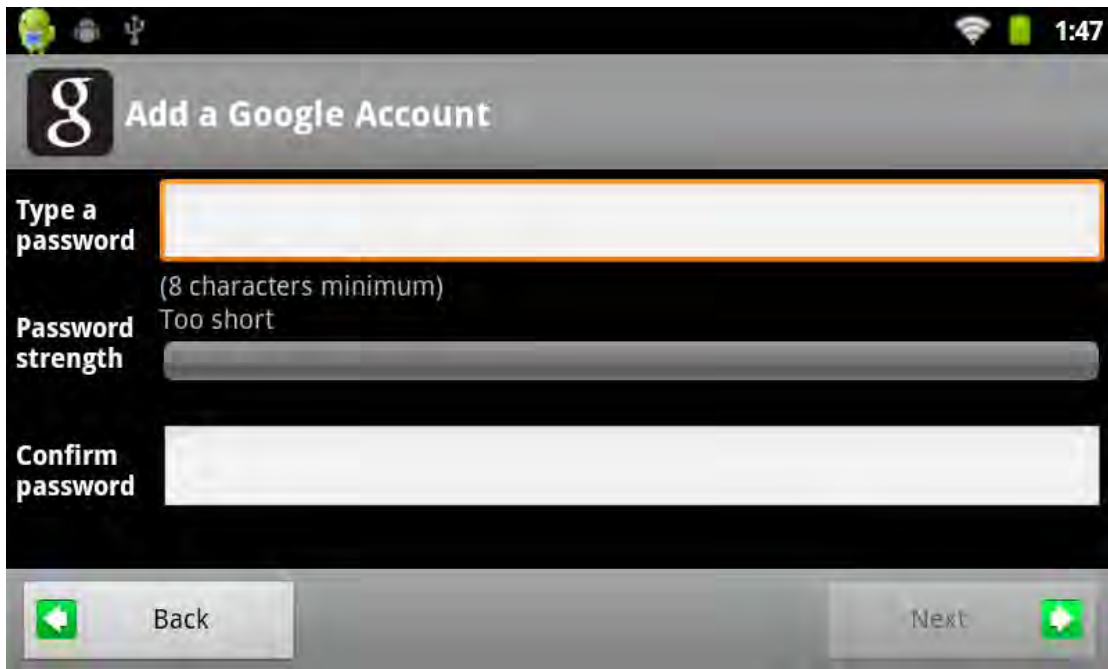 1:47
g Add a Google Account
Type a
password
(8 characters minimum)
Too short
Password
strength
Confirm
password
Back
Next